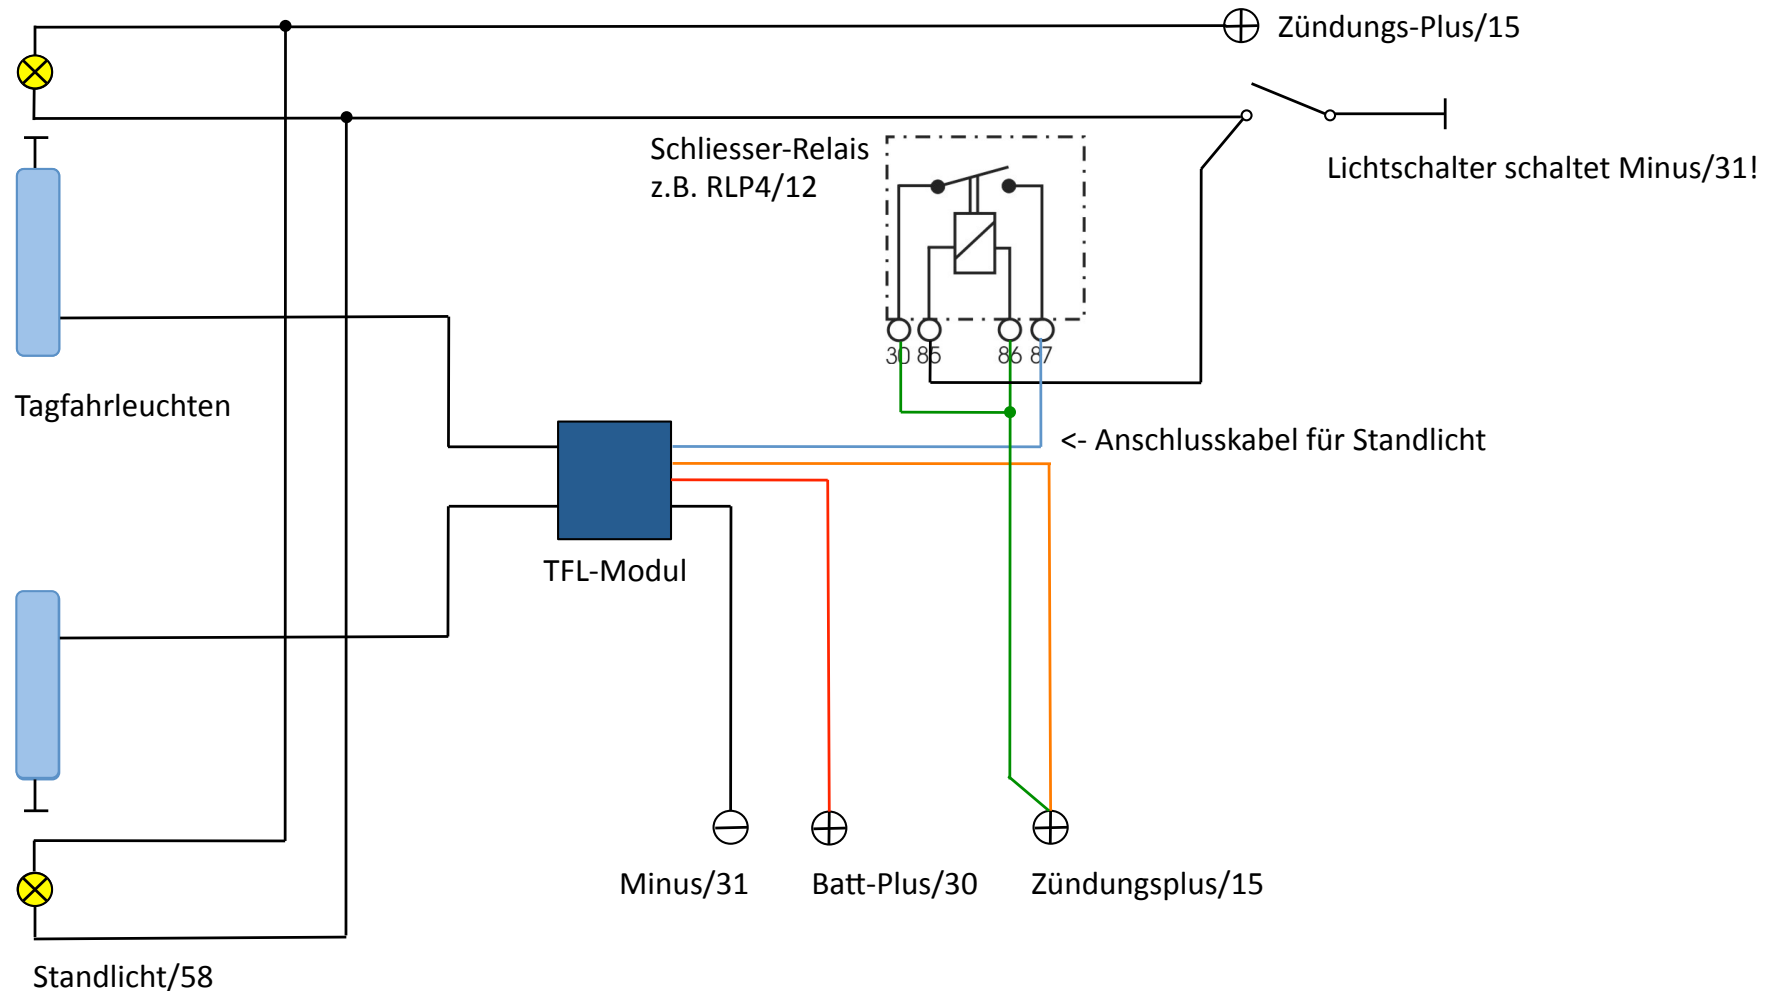 Zündungs-Plus/15
Schliesser-Relais
z.B. RLP4/12
Lichtschalter schaltet Minus/31!
30 85 86 87
Tagfahrleuchten
<- Anschlusskabel für Standlicht
TFL-Modul
Minus/31
Batt-Plus/30
Zündungsplus/15
Standlicht/58